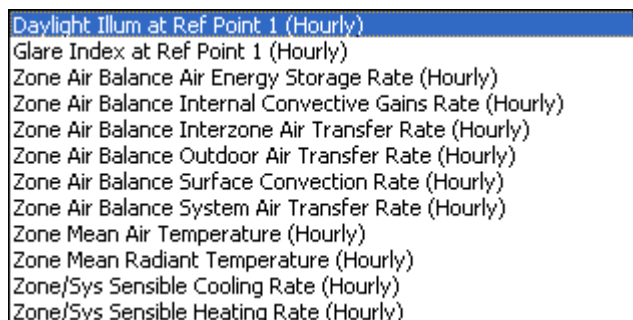 Daylight Illum at Ref Point 1 (Hourly)
Glare Index at Ref Point 1 (Hourly)
Zone Air Balance Air Energy Storage Rate (Hourly)
Zone Air Balance Internal Convective Gains Rate (Hourly)
Zone Air Balance Interzone Air Transfer Rate (Hourly)
Zone Air Balance Outdoor Air Transfer Rate (Hourly)
Zone Air Balance Surface Convection Rate (Hourly)
Zone Air Balance System Air Transfer Rate (Hourly)
Zone Mean Air Temperature (Hourly)
Zone Mean Radiant Temperature (Hourly)
Zone/Sys Sensible Cooling Rate (Hourly)
Zone/Sys Sensible Heating Rate (Hourly)